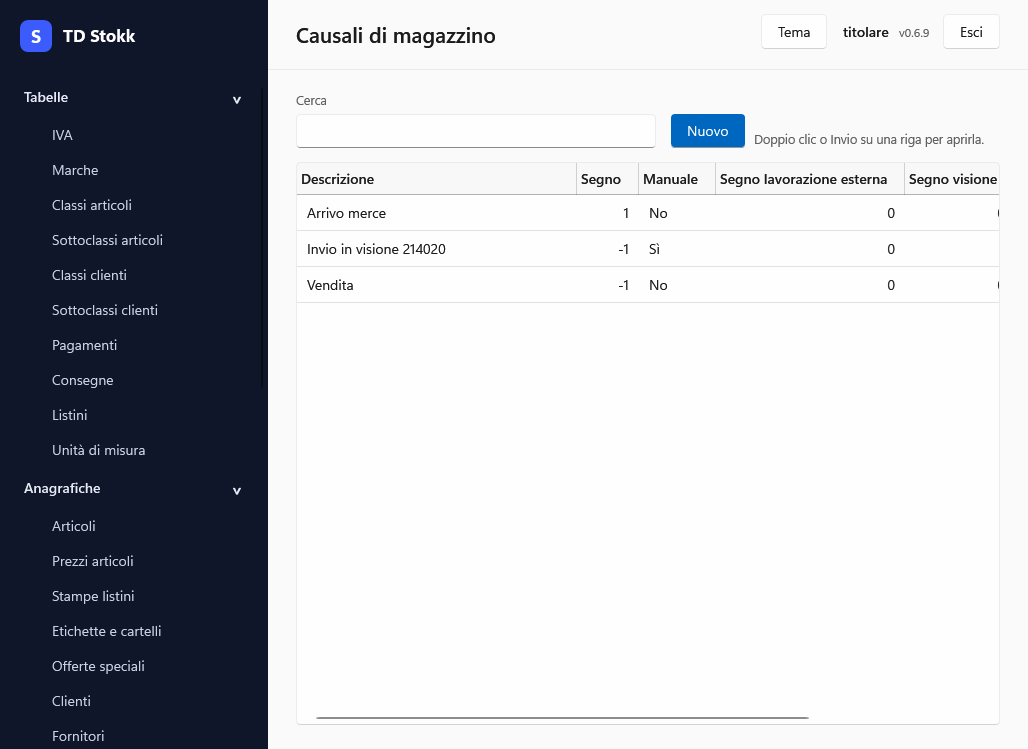 S TD Stokk
Tabelle
IVA
Marche
Classi articoli
Sottoclassi articoli
Classi clienti
Sottoclassi clienti
Pagamenti
Consegne
Listini
Unità di misura
Anagrafiche
Articoli
Prezzi articoli
Stampe listini
Etichette e cartelli
Offerte speciali
Clienti
Fornitori
Causali di magazzino
Tema titolare v0.6.9 Esci
Cerca
Nuovo Doppio clic o Invio su una riga per aprirla.
Descrizione Segno Manuale Segno lavorazione esterna Segno visione
Arrivo merce 1 No 0
Invio in visione 214020 -1 Sì 0
Vendita -1 No 0